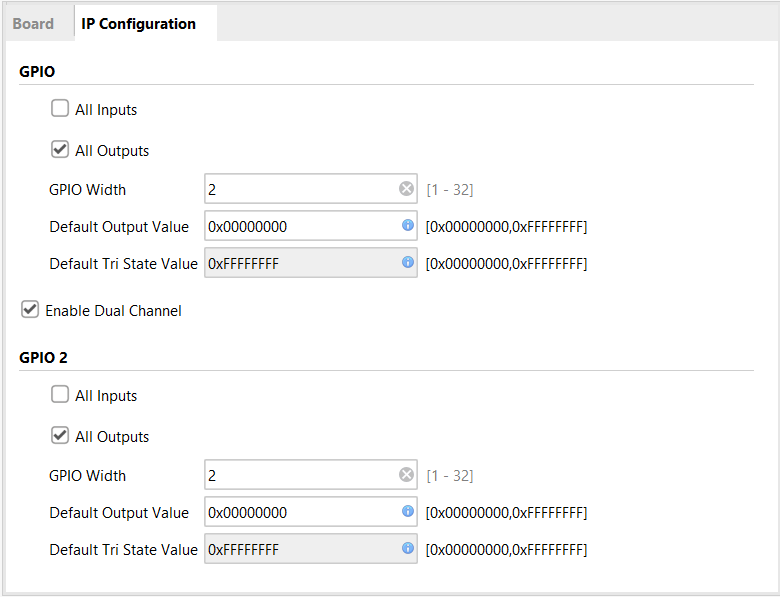 Board IP Configuration
GPIO
All Inputs
All Outputs
GPIO Width 2 [1 - 32]
Default Output Value 0x00000000 [0x00000000,0xFFFFFFFF]
Default Tri State Value 0xFFFFFFFF [0x00000000,0xFFFFFFFF]
Enable Dual Channel
GPIO 2
All Inputs
All Outputs
GPIO Width 2 [1 - 32]
Default Output Value 0x00000000 [0x00000000,0xFFFFFFFF]
Default Tri State Value 0xFFFFFFFF [0x00000000,0xFFFFFFFF]